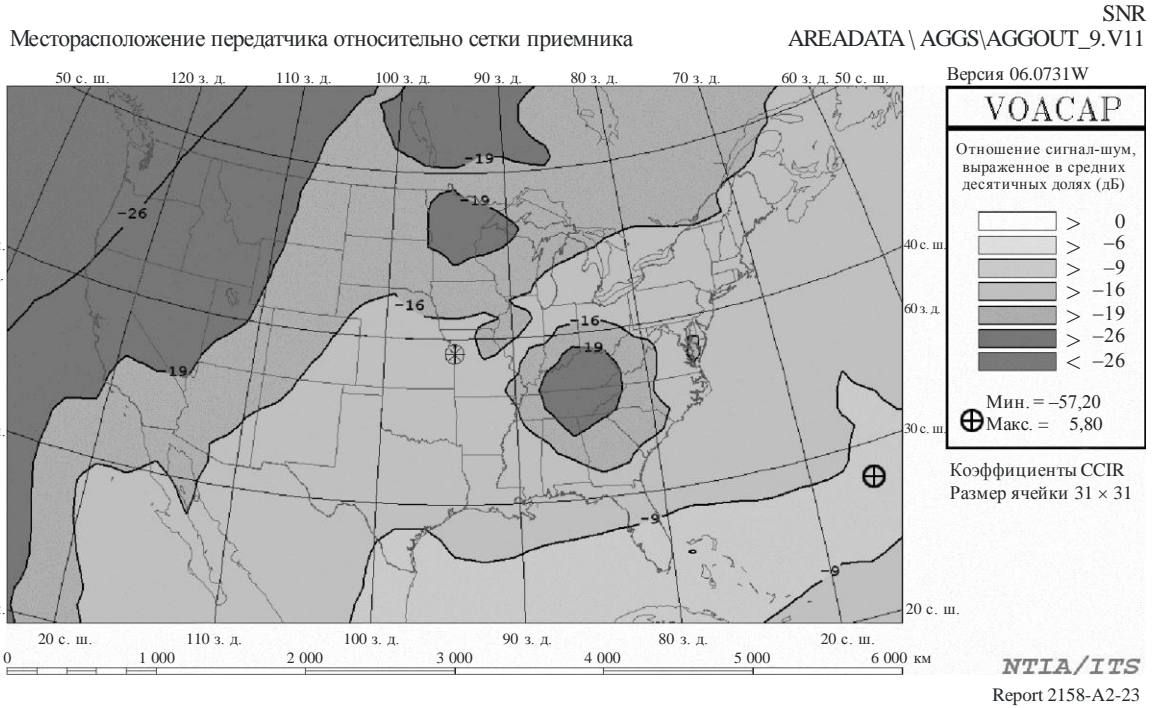 SNR
Месторасположение передатчика относительно сетки приемника
AREADATA \ AGGS\AGGOUT_9.V11
50 с. ш. 120 з. д. 110 з. д. 100 з. д. 90 з. д. 80 з. д. 70 з. д. 60 з. д. 50 с. ш.
Версия 06.0731W
VOACAP
Отношение сигнал-шум,
выраженное в средних
десятичных долях (дБ)
> 0
> –6
> –9
> –16
> –19
> –26
< –26
Мин. = –57,20
Макс. = 5,80
Коэффициенты CCIR
Размер ячейки 31 × 31
-19
-19
-26
40 с. ш.
-16
60 з. д.
-16
-19
-19
30 с. ш.
-9
-9
20 с. ш.
20 с. ш. 110 з. д. 100 з. д. 90 з. д. 80 з. д. 20 с. ш.
0 1 000 2 000 3 000 4 000 5 000 6 000 км
NTIA/ITS
Report 2158-A2-23